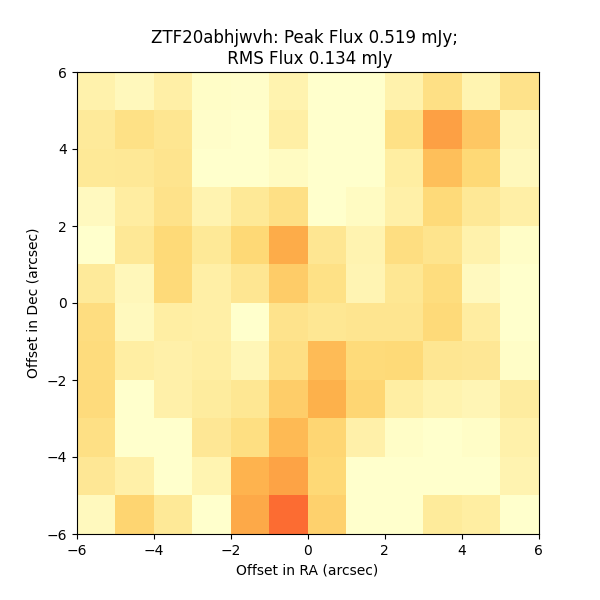 ZTF20abhjwvh: Peak Flux 0.519 mJy;
RMS Flux 0.134 mJy
6
4
2
0
−2
−4
−6
Offset in Dec (arcsec)
−6 −4 −2 0 2 4 6
Offset in RA (arcsec)